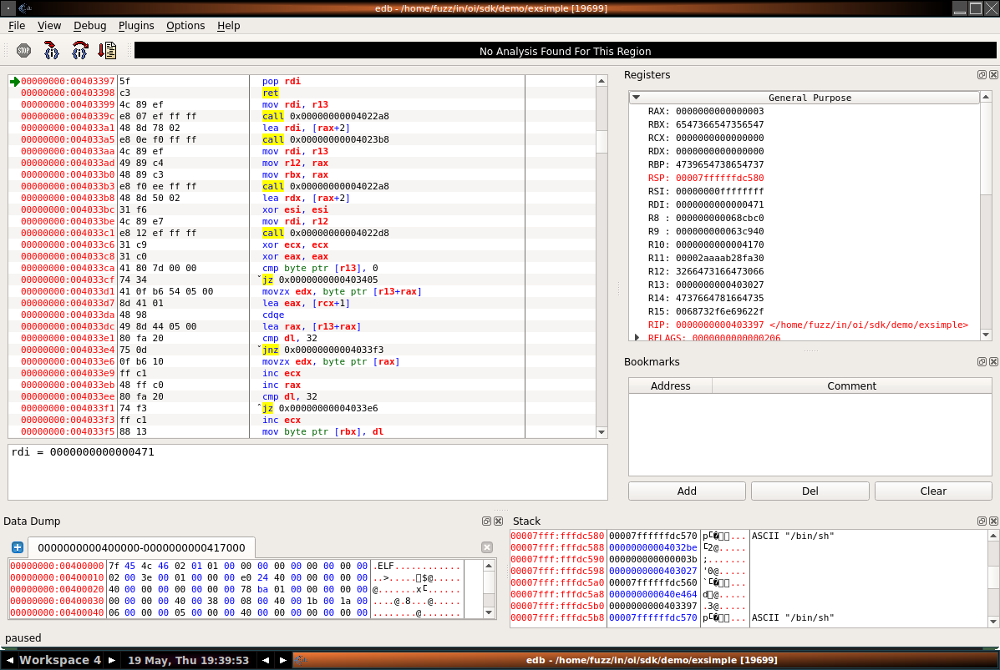 edb - /home/fuzz/in/oi/sdk/demo/exsimple [19699]
File View Debug Plugins Options Help
STOP
No Analysis Found For This Region
00000000:00403397 5f pop rdi
00000000:00403398 c3 ret
00000000:00403399 4c 89 ef mov rdi, r13
00000000:0040339c e8 07 ef ff ff call 0x00000000004022a8
00000000:004033a1 48 8d 78 02 lea rdi, [rax+2]
00000000:004033a5 e8 0e f0 ff ff call 0x00000000004023b8
00000000:004033aa 4c 89 ef mov rdi, r13
00000000:004033ad 49 89 c4 mov r12, rax
00000000:004033b0 48 89 c3 mov rbx, rax
00000000:004033b3 e8 f0 ee ff ff call 0x00000000004022a8
00000000:004033b8 48 8d 50 02 lea rdx, [rax+2]
00000000:004033bc 31 f6 xor esi, esi
00000000:004033be 4c 89 e7 mov rdi, r12
00000000:004033c1 e8 12 ef ff ff call 0x00000000004022d8
00000000:004033c6 31 c9 xor ecx, ecx
00000000:004033c8 31 c0 xor eax, eax
00000000:004033ca 41 80 7d 00 00 cmp byte ptr [r13], 0
00000000:004033cf 74 34 jz 0x0000000000403405
00000000:004033d1 41 0f b6 54 05 00 movzx edx, byte ptr [r13+rax]
00000000:004033d7 8d 41 01 lea eax, [rcx+1]
00000000:004033da 48 98 cdqe
00000000:004033dc 49 8d 44 05 00 lea rax, [r13+rax]
00000000:004033e1 80 fa 20 cmp dl, 32
00000000:004033e4 75 0d jnz 0x00000000004033f3
00000000:004033e6 0f b6 10 movzx edx, byte ptr [rax]
00000000:004033e9 ff c1 inc ecx
00000000:004033eb 48 ff c0 inc rax
00000000:004033ee 80 fa 20 cmp dl, 32
00000000:004033f1 74 f3 jz 0x00000000004033e6
00000000:004033f3 ff c1 inc ecx
00000000:004033f5 88 13 mov byte ptr [rbx], dl
rdi = 0000000000000471
Registers
General Purpose
RAX: 0000000000000003
RBX: 6547366547356547
RCX: 0000000000000000
RDX: 0000000000000000
RBP: 4739654738654737
RSP: 00007ffffffdc580
RSI: 00000000ffffffff
RDI: 0000000000000471
R8 : 000000000068cbc0
R9 : 000000000063c940
R10: 0000000000004170
R11: 00002aaaab28fa30
R12: 3266473166473066
R13: 0000000000403027
R14: 4737664781664735
R15: 0068732f6e69622f
RIP: 0000000000403397 </home/fuzz/in/oi/sdk/demo/exsimple>
RFLAGS: 0000000000000206
Bookmarks
Address Comment
Add Del Clear
Data Dump
0000000000400000-0000000000417000
00000000:00400000 7f 45 4c 46 02 01 01 00 00 00 00 00 00 00 00 00 .ELF............
00000000:00400010 02 00 3e 00 01 00 00 00 e0 24 40 00 00 00 00 00 ..>......$@.....
00000000:00400020 40 00 00 00 00 00 00 00 78 ba 01 00 00 00 00 00 @.......x.......
00000000:00400030 00 00 00 00 40 00 38 00 08 00 40 00 1b 00 1a 00 ....@.8...@.....
00000000:00400040 06 00 00 00 05 00 00 00 40 00 00 00 00 00 00 00 ........@.......
Stack
00007fff:fffdc580 00007ffffffdc570 p ... ASCII "/bin/sh"
00007fff:fffdc588 00000000004032be 2@.....
00007fff:fffdc590 000000000000003b ;.......
00007fff:fffdc598 0000000000403027 '0@.....
00007fff:fffdc5a0 00007ffffffdc560 ` ...
00007fff:fffdc5a8 000000000040e464 d @.....
00007fff:fffdc5b0 0000000000403397 .3@.....
00007fff:fffdc5b8 00007ffffffdc570 p ... ASCII "/bin/sh"
paused
Workspace 4 19 May, Thu 19:39:53 edb - /home/fuzz/in/oi/sdk/demo/exsimple [19699]